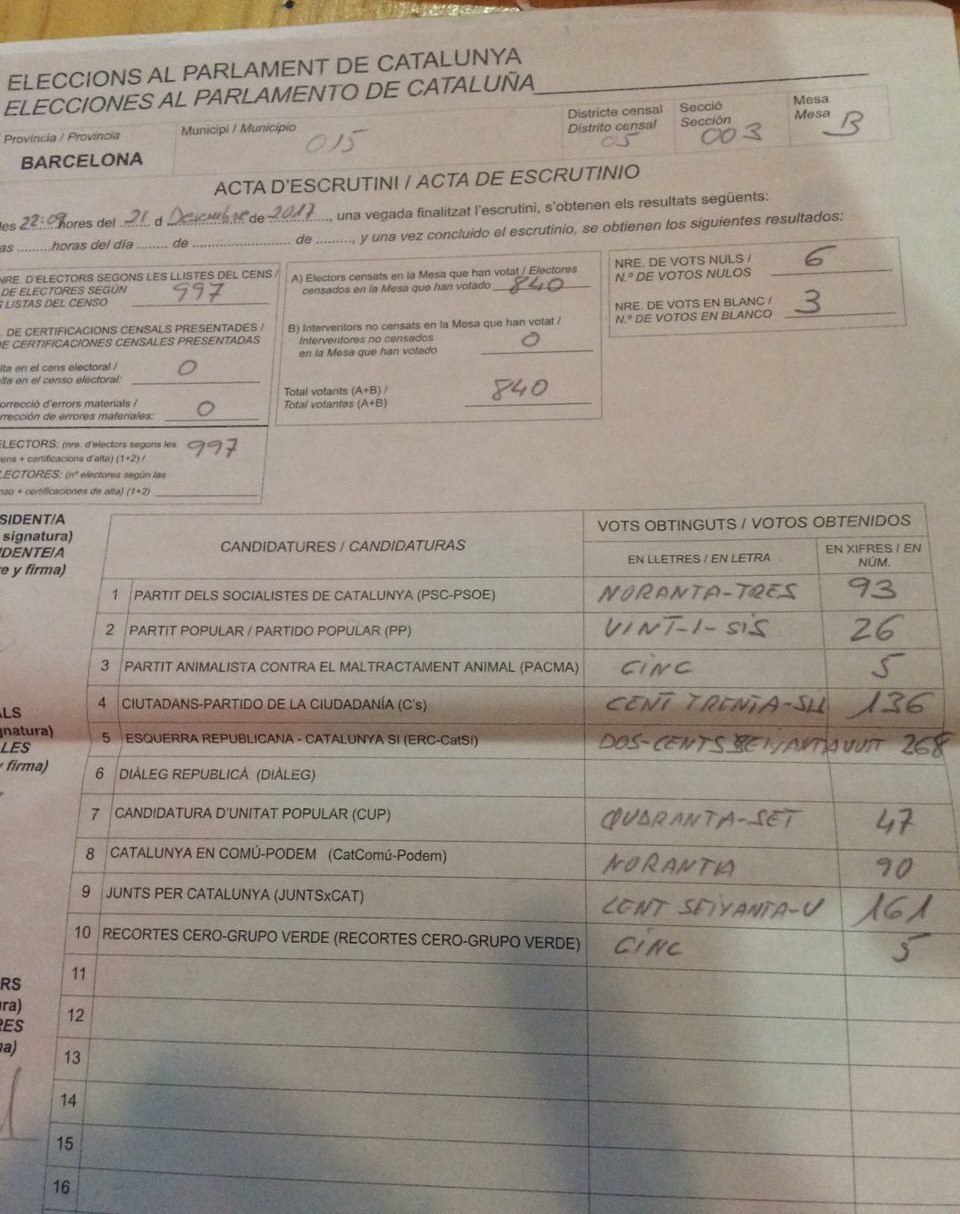 ELECCIONS AL PARLAMENT DE CATALUNYA
ELECCIONES AL PARLAMENTO DE CATALUÑA
Província / Provincia
BARCELONA
Municipi / Municipio
015
Districte censal
Distrito censal
05
Secció
Sección
003
Mesa
Mesa
B
ACTA D'ESCRUTINI / ACTA DE ESCRUTINIO
les 22:09 hores del 21 d Desembre de 2017, una vegada finalitzat l'escrutini, s'obtenen els resultats següents:
as ........horas del día ....... de ...................... de ........, y una vez concluido el escrutinio, se obtienen los siguientes resultados:
NRE. D'ELECTORS SEGONS LES LLISTES DEL CENS /
DE ELECTORES SEGÚN
S LISTAS DEL CENSO 997
. DE CERTIFICACIONS CENSALS PRESENTADES /
DE CERTIFICACIONES CENSALES PRESENTADAS
lta en el cens electoral /
lta en el censo electoral: 0
orrecció d'errors materials /
rrección de errores materiales: 0
ELECTORS: (nre. d'electors segons les
ens + certificacions d'alta) (1+2) / 997
LECTORES: (nº electores según las
nso + certificaciones de alta) (1+2)
A) Electors censats en la Mesa que han votat / Electores
censados en la Mesa que han votado 840
B) Interventors no censats en la Mesa que han votat /
Interventores no censados
en la Mesa que han votado 0
Total votants (A+B) /
Total votantes (A+B) 840
NRE. DE VOTS NULS /
N.º DE VOTOS NULOS 6
NRE. DE VOTS EN BLANC /
N.º DE VOTOS EN BLANCO 3
SIDENT/A
signatura)
IDENTE/A
re y firma)
ALS
gnatura)
LES
y firma)
RS
ura)
RES
na)
CANDIDATURES / CANDIDATURAS
VOTS OBTINGUTS / VOTOS OBTENIDOS
EN LLETRES / EN LETRA
EN XIFRES / EN
NÚM.
1 PARTIT DELS SOCIALISTES DE CATALUNYA (PSC-PSOE) NORANTA-TRES 93
2 PARTIT POPULAR / PARTIDO POPULAR (PP) VINT-I-SIS 26
3 PARTIT ANIMALISTA CONTRA EL MALTRACTAMENT ANIMAL (PACMA) CINC 5
4 CIUTADANS-PARTIDO DE LA CIUDADANÍA (C's) CENT TRENTA-SIS 136
5 ESQUERRA REPUBLICANA - CATALUNYA SI (ERC-CatSí) DOS-CENTS SEIXANTA VUIT 268
6 DIÀLEG REPUBLICÀ (DIÀLEG)
7 CANDIDATURA D'UNITAT POPULAR (CUP) QUARANTA-SET 47
8 CATALUNYA EN COMÚ-PODEM (CatComú-Podem) NORANTA 90
9 JUNTS PER CATALUNYA (JUNTSxCAT) CENT SEIXANTA-U 161
10 RECORTES CERO-GRUPO VERDE (RECORTES CERO-GRUPO VERDE) CINC 5
11
12
13
14
15
16